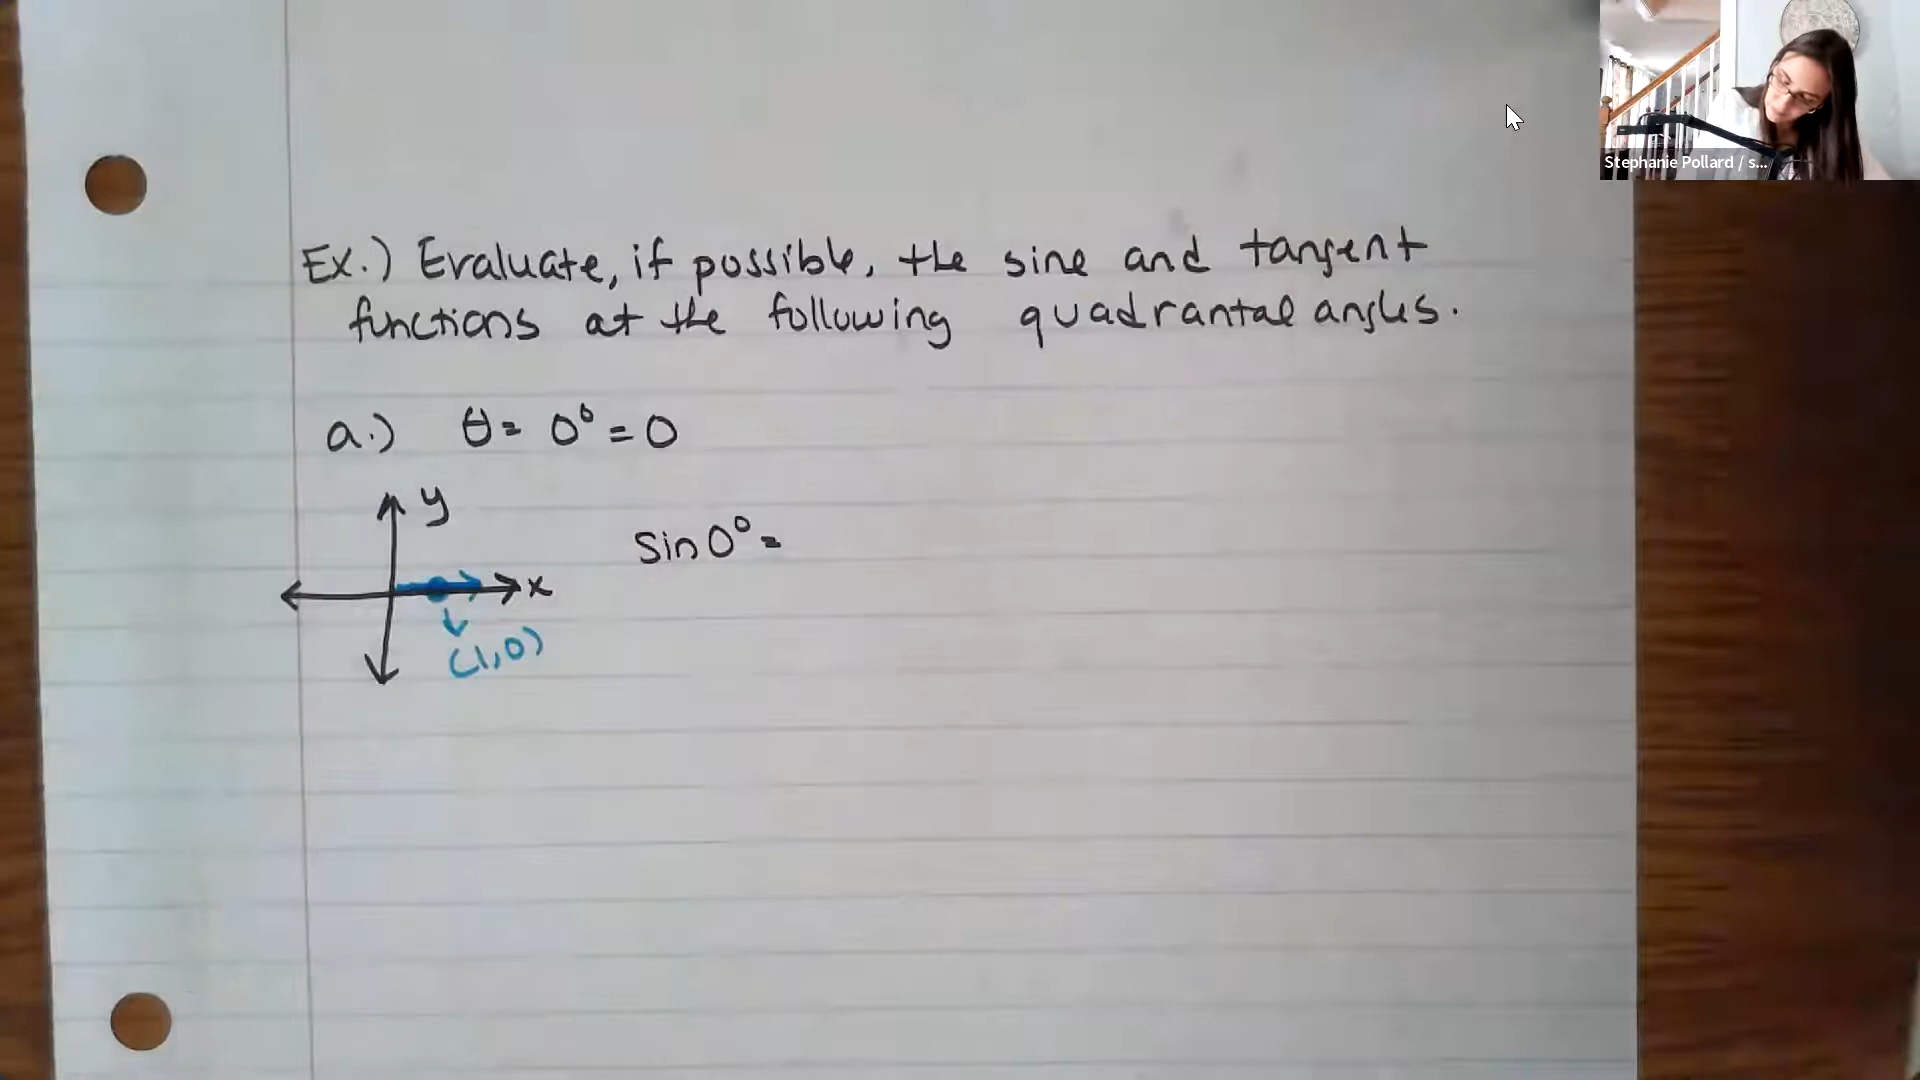 Stephanie Pollard / s...
Ex.) Evaluate, if possible, the sine and tangent
functions at the following quadrantal angles.
a.) θ = 0° = 0
y
sin 0° =
x
(1,0)